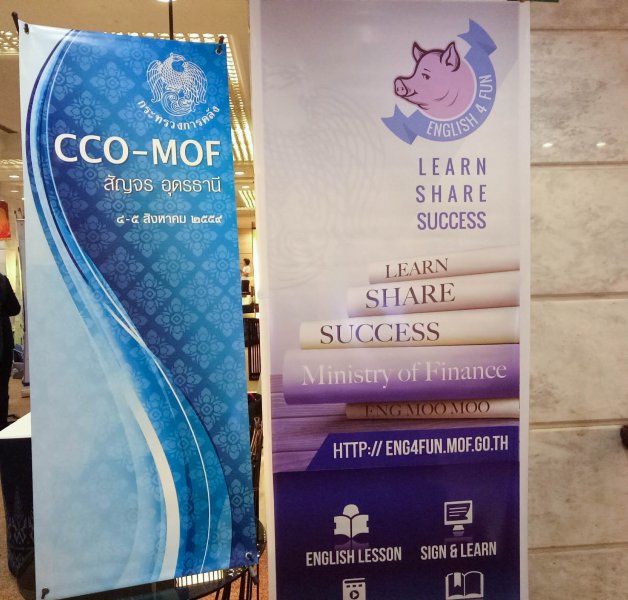 กระทรวงการคลัง
CCO-MOF
สัญจร อุดรธานี
๔-๕ สิงหาคม ๒๕๕๙
ENGLISH 4 FUN
LEARN
SHARE
SUCCESS
LEARN
SHARE
SUCCESS
Ministry of Finance
ENG MOO MOO
HTTP:// ENG4FUN.MOF.GO.TH
ENGLISH LESSON
SIGN & LEARN